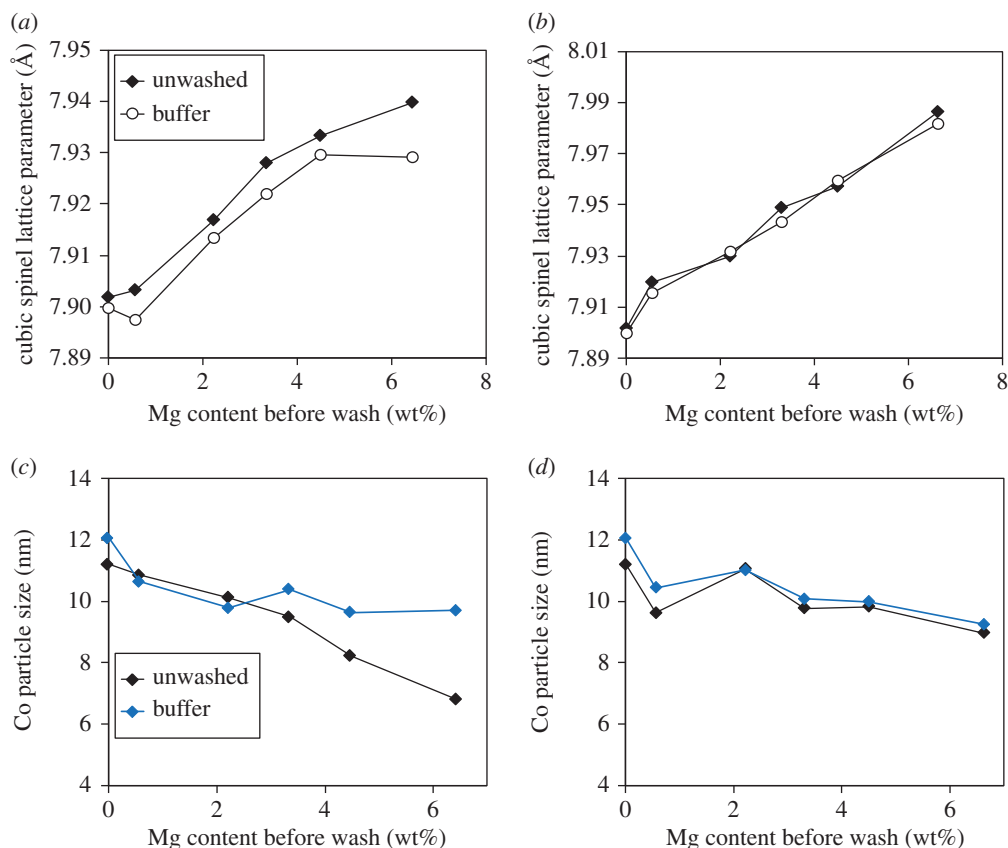 (a)
7.95
7.94
7.93
7.92
7.91
7.90
7.89
cubic spinel lattice parameter (Å)
unwashed
buffer
0 2 4 6 8
Mg content before wash (wt%)
(b)
8.01
7.99
7.97
7.95
7.93
7.91
7.89
cubic spinel lattice parameter (Å)
0 2 4 6 8
Mg content before wash (wt%)
(c)
14
12
10
8
6
4
Co particle size (nm)
unwashed
buffer
0 2 4 6
Mg content before wash (wt%)
(d)
14
12
10
8
6
4
Co particle size (nm)
0 2 4 6
Mg content before wash (wt%)